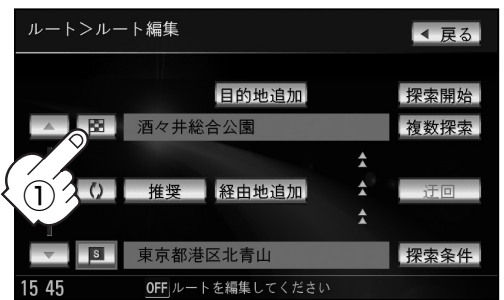 ルート＞ルート編集
◀ 戻る
目的地追加
探索開始
酒々井総合公園
複数探索
①
推奨
経由地追加
迂回
S
東京都港区北青山
探索条件
15 45
OFF ルートを編集してください